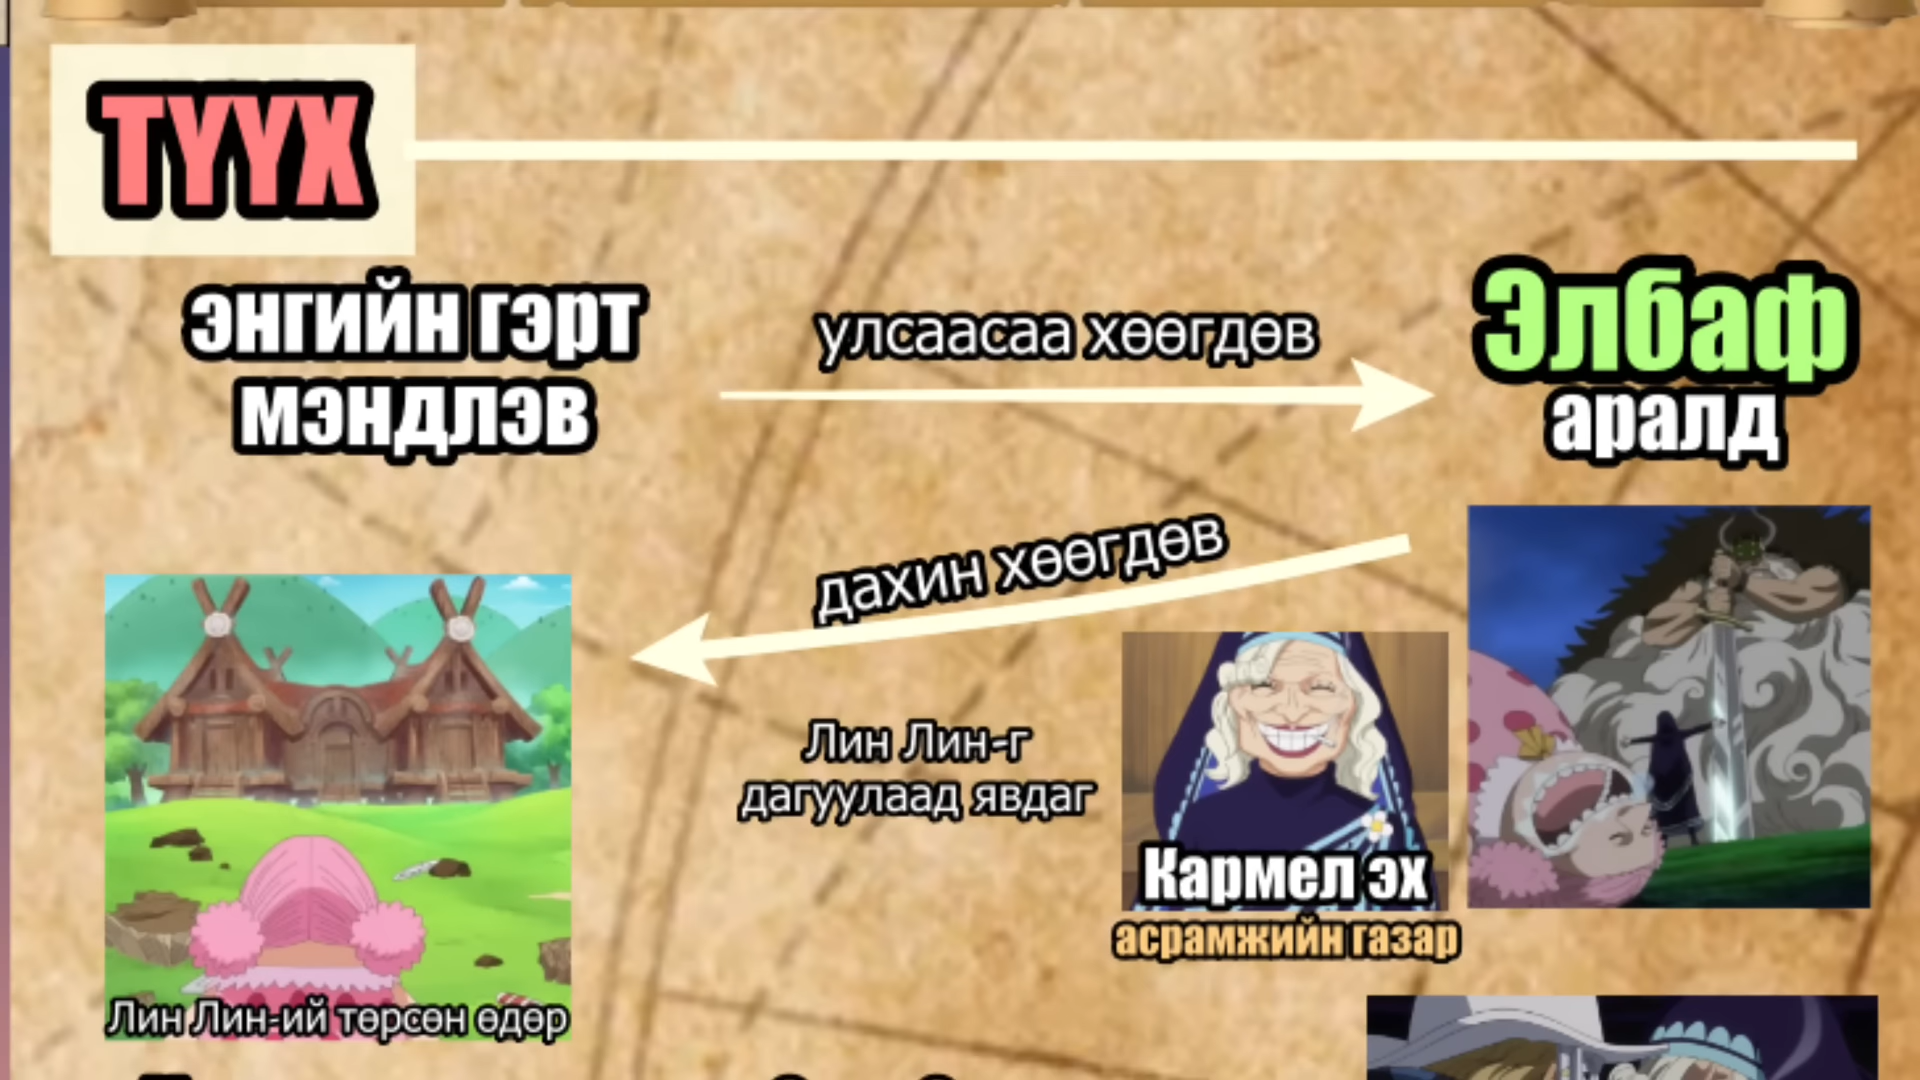 ТҮҮХ
энгийн гэрт
мэндлэв
улсаасаа хөөгдөв
Элбаф
аралд
дахин хөөгдөв
Лин Лин-г
дагуулаад явдаг
Кармел эх
асрамжийн газар
Лин Лин-ий төрсөн өдөр